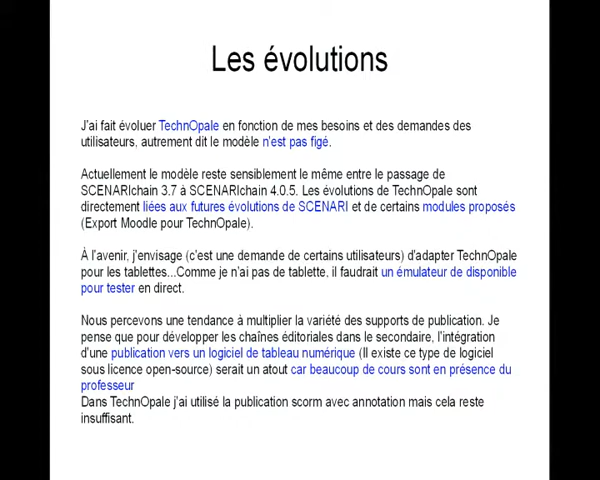 Les évolutions
J'ai fait évoluer TechnOpale en fonction de mes besoins et des demandes des
utilisateurs, autrement dit le modèle n'est pas figé.
Actuellement le modèle reste sensiblement le même entre le passage de
SCENARIchain 3.7 à SCENARIchain 4.0.5. Les évolutions de TechnOpale sont
directement liées aux futures évolutions de SCENARI et de certains modules proposés
(Export Moodle pour TechnOpale).
À l'avenir, j'envisage (c'est une demande de certains utilisateurs) d'adapter TechnOpale
pour les tablettes...Comme je n'ai pas de tablette, il faudrait un émulateur de disponible
pour tester en direct.
Nous percevons une tendance à multiplier la variété des supports de publication. Je
pense que pour développer les chaînes éditoriales dans le secondaire, l'intégration
d'une publication vers un logiciel de tableau numérique (Il existe ce type de logiciel
sous licence open-source) serait un atout car beaucoup de cours sont en présence du
professeur
Dans TechnOpale j'ai utilisé la publication scorm avec annotation mais cela reste
insuffisant.